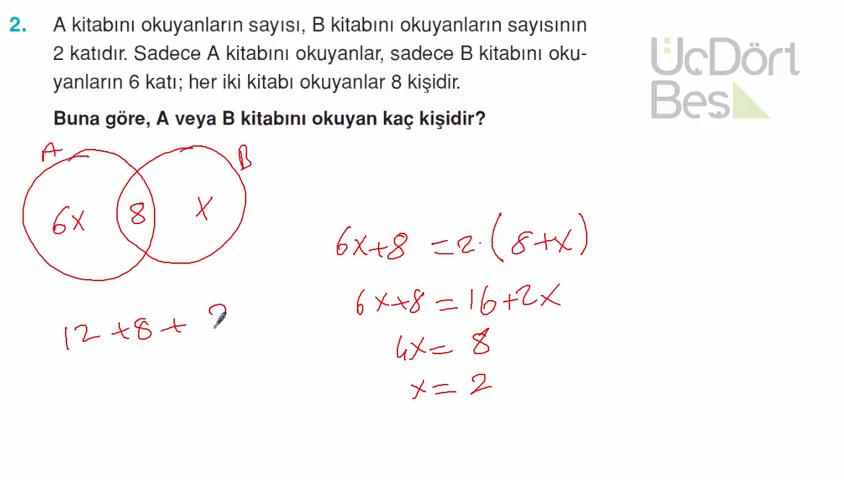 2. A kitabını okuyanların sayısı, B kitabını okuyanların sayısının
2 katıdır. Sadece A kitabını okuyanlar, sadece B kitabını oku-
yanların 6 katı; her iki kitabı okuyanlar 8 kişidir.
Buna göre, A veya B kitabını okuyan kaç kişidir?
ÜçDört
Beş
A
B
6x 8 x
6x+8 =2·(8+x)
6x+8=16+2x
4x= 8
x= 2
12+8+2